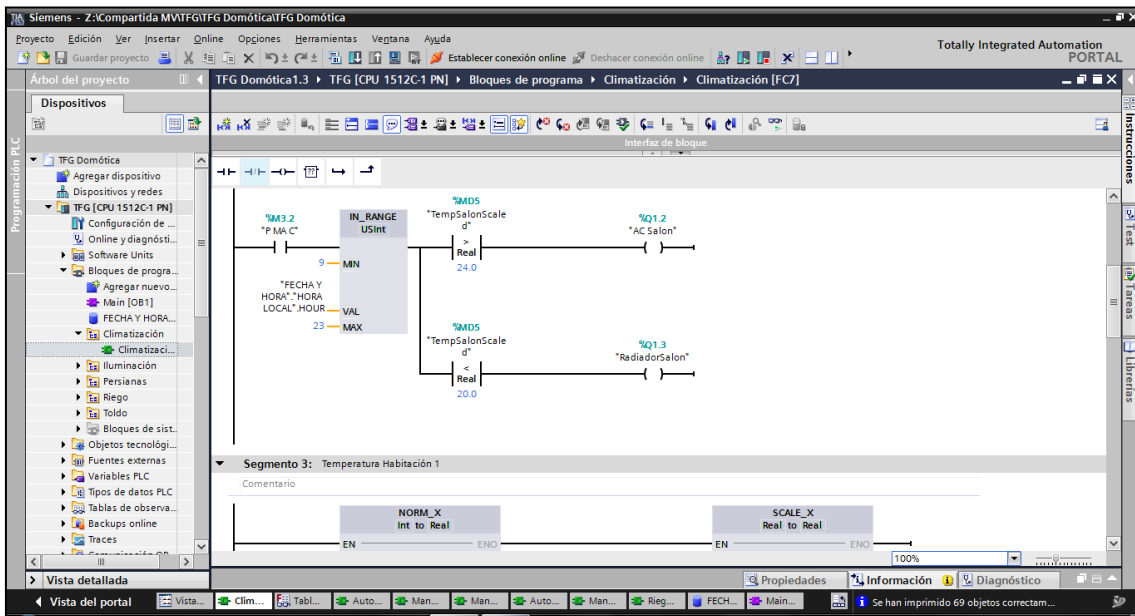 Siemens - Z:\Compartida MV\TFG\TFG Domótica\TFG Domótica
Proyecto Edición Ver Insertar Online Opciones Herramientas Ventana Ayuda
Totally Integrated Automation
PORTAL
Guardar proyecto
Establecer conexión online
Deshacer conexión online
Árbol del proyecto
TFG Domótica1.3 ▸ TFG [CPU 1512C-1 PN] ▸ Bloques de programa ▸ Climatización ▸ Climatización [FC7]
Dispositivos
Programación PLC
Interfaz de bloque
TFG Domótica
Agregar dispositivo
Dispositivos y redes
TFG [CPU 1512C-1 PN]
Configuración de ...
Online y diagnósti...
Software Units
Bloques de progra...
Agregar nuevo...
Main [OB1]
FECHA Y HORA...
Climatización
Climatizaci...
Iluminación
Persianas
Riego
Toldo
Bloques de sist...
Objetos tecnológi...
Fuentes externas
Variables PLC
Tipos de datos PLC
Tablas de observa...
Backups online
Traces
Vista detallada
%M3.2
"P MA C"
IN_RANGE
USInt
9 MIN
"FECHA Y
HORA"."HORA
LOCAL".HOUR VAL
23 MAX
%MD5
"TempSalonScale
d"
>
Real
24.0
%Q1.2
"AC Salon"
%MD5
"TempSalonScale
d"
<
Real
20.0
%Q1.3
"RadiadorSalon"
Segmento 3: Temperatura Habitación 1
Comentario
NORM_X
Int to Real
EN ENO
SCALE_X
Real to Real
EN ENO
100%
Instrucciones
Test
Tareas
Librerías
Propiedades
Información
Diagnóstico
Vista del portal
Vista...
Clim...
Tabl...
Auto...
Man...
Man...
Man...
Auto...
Man...
Rieg...
FECH...
Main...
Se han imprimido 69 objetos correctam...